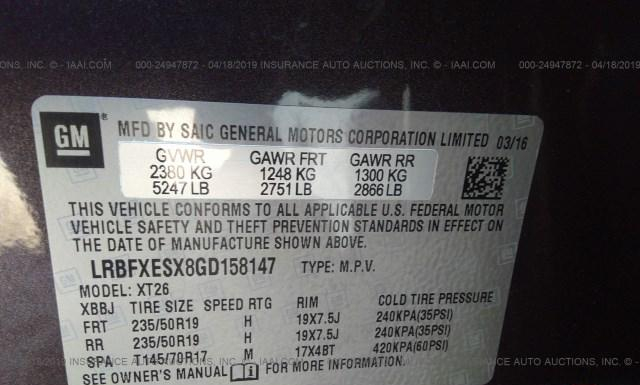 ANCE AUTO AUCTIONS, INC. - IAAI.COM 000-24947872 - 04/18/2019 INSURANCE AUTO AUCTIONS, INC. - IAAI.COM 000-24947872 - 04/18/2019 INSURA
GM ®
MFD BY SAIC GENERAL MOTORS CORPORATION LIMITED 03/16
GVWR GAWR FRT GAWR RR
2380 KG 1248 KG 1300 KG
5247 LB 2751 LB 2866 LB
THIS VEHICLE CONFORMS TO ALL APPLICABLE U.S. FEDERAL MOTOR
VEHICLE SAFETY AND THEFT PREVENTION STANDARDS IN EFFECT ON
THE DATE OF MANUFACTURE SHOWN ABOVE.
LRBFXESX8GD158147 TYPE: M.P.V.
MODEL: XT26
XBBJ TIRE SIZE SPEED RTG RIM COLD TIRE PRESSURE
FRT 235/50R19 H 19X7.5J 240KPA(35PSI)
RR 235/50R19 H 19X7.5J 240KPA(35PSI)
SPA T145/70R17 M 17X4BT 420KPA(60PSI)
SEE OWNER'S MANUAL FOR MORE INFORMATION.